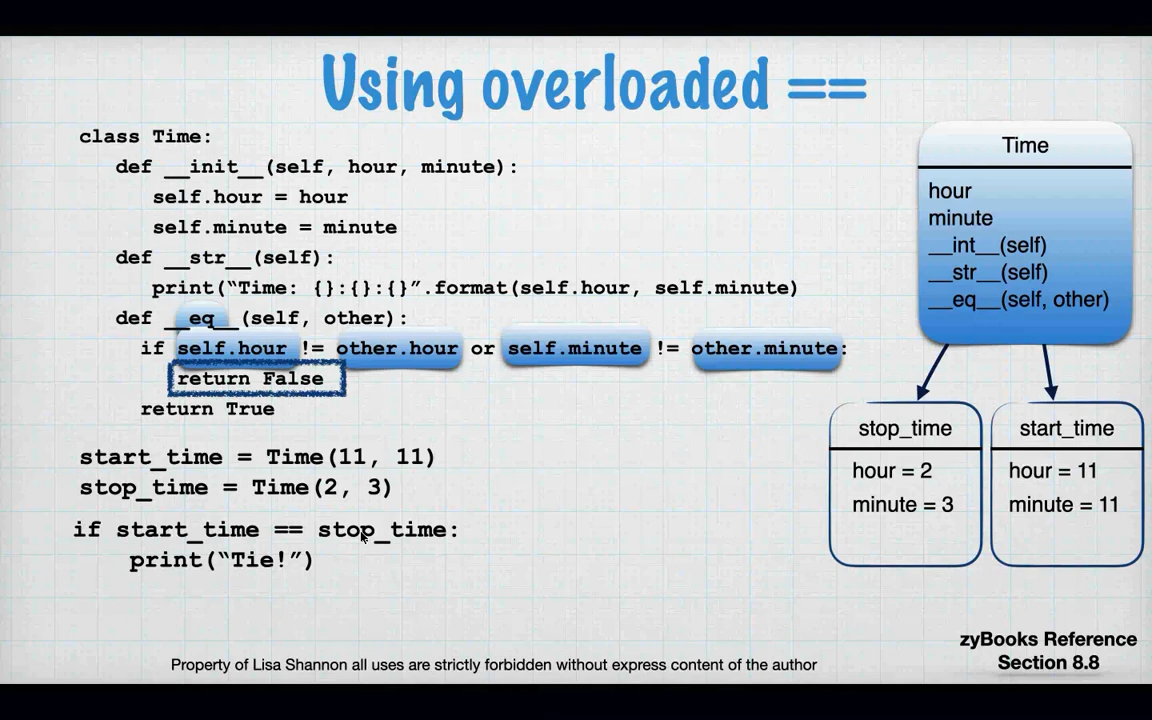 Using overloaded ==
class Time:
def __init__(self, hour, minute):
self.hour = hour
self.minute = minute
def __str__(self):
print(“Time: {}:{}:{}”.format(self.hour, self.minute)
def __eq__(self, other):
if self.hour != other.hour or self.minute != other.minute:
return False
return True
start_time = Time(11, 11)
stop_time = Time(2, 3)
if start_time == stop_time:
print(“Tie!”)
Time
hour
minute
__int__(self)
__str__(self)
__eq__(self, other)
stop_time
hour = 2
minute = 3
start_time
hour = 11
minute = 11
zyBooks Reference
Section 8.8
Property of Lisa Shannon all uses are strictly forbidden without express content of the author